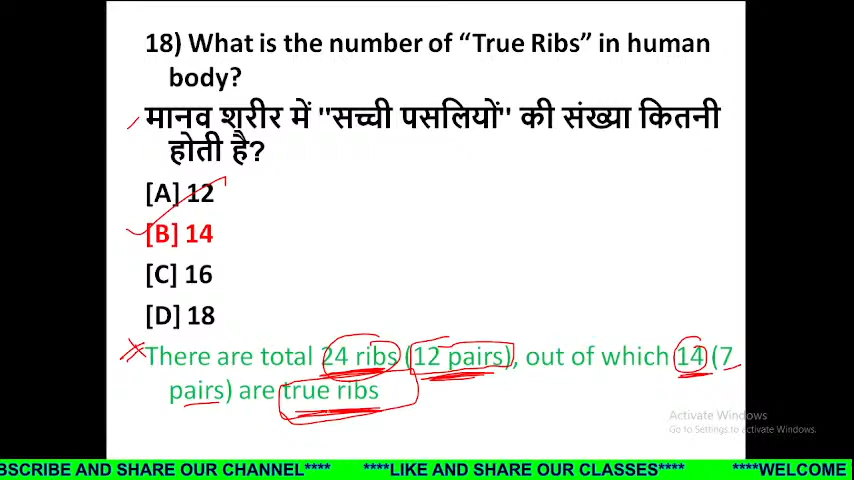 18) What is the number of “True Ribs” in human
body?
मानव शरीर में "सच्ची पसलियों" की संख्या कितनी
होती है?
[A] 12
[B] 14
[C] 16
[D] 18
There are total 24 ribs (12 pairs), out of which 14 (7
pairs) are true ribs
Activate Windows
Go to Settings to activate Windows.
BSCRIBE AND SHARE OUR CHANNEL**** ****LIKE AND SHARE OUR CLASSES**** ****WELCOME